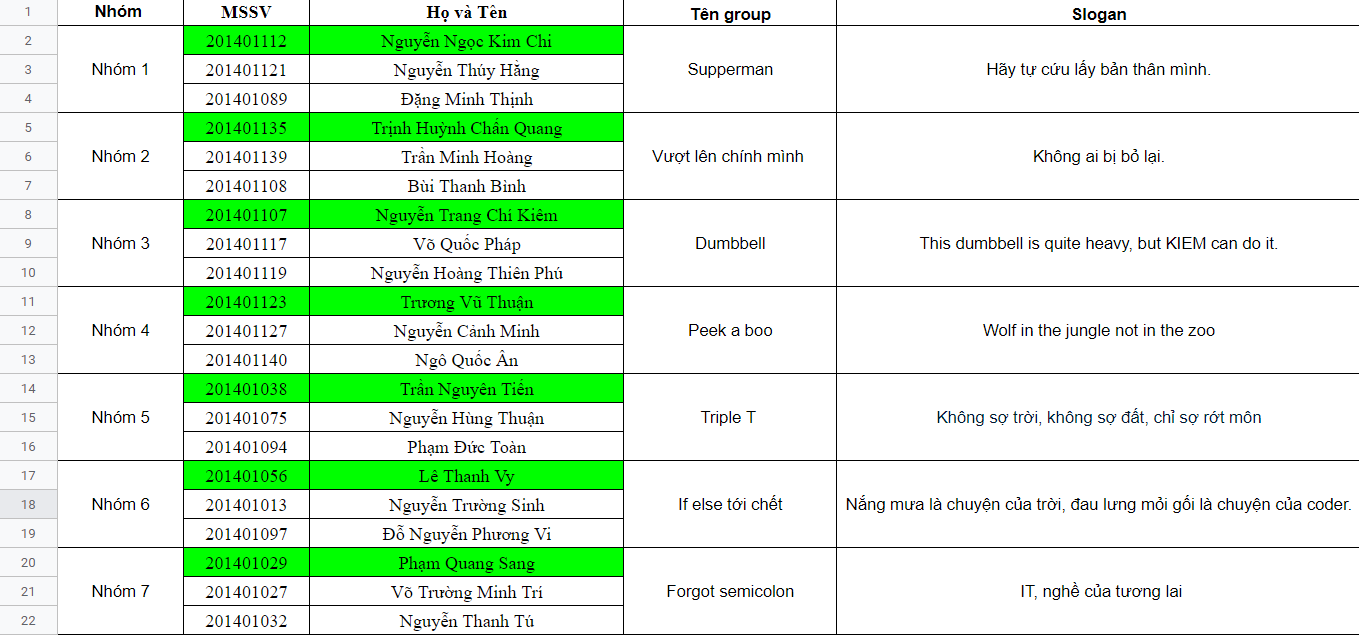 1 Nhóm MSSV Họ và Tên Tên group Slogan
2 201401112 Nguyễn Ngọc Kim Chi
3 Nhóm 1 201401121 Nguyễn Thúy Hằng Supperman Hãy tự cứu lấy bản thân mình.
4 201401089 Đặng Minh Thịnh
5 201401135 Trịnh Huỳnh Chấn Quang
6 Nhóm 2 201401139 Trần Minh Hoàng Vượt lên chính mình Không ai bị bỏ lại.
7 201401108 Bùi Thanh Bình
8 201401107 Nguyễn Trang Chí Kiêm
9 Nhóm 3 201401117 Võ Quốc Pháp Dumbbell This dumbbell is quite heavy, but KIEM can do it.
10 201401119 Nguyễn Hoàng Thiên Phú
11 201401123 Trương Vũ Thuận
12 Nhóm 4 201401127 Nguyễn Cảnh Minh Peek a boo Wolf in the jungle not in the zoo
13 201401140 Ngô Quốc Ân
14 201401038 Trần Nguyên Tiến
15 Nhóm 5 201401075 Nguyễn Hùng Thuận Triple T Không sợ trời, không sợ đất, chỉ sợ rớt môn
16 201401094 Phạm Đức Toàn
17 201401056 Lê Thanh Vy
18 Nhóm 6 201401013 Nguyễn Trường Sinh If else tới chết Nắng mưa là chuyện của trời, đau lưng mỏi gối là chuyện của coder.
19 201401097 Đỗ Nguyễn Phương Vi
20 201401029 Phạm Quang Sang
21 Nhóm 7 201401027 Võ Trường Minh Trí Forgot semicolon IT, nghề của tương lai
22 201401032 Nguyễn Thanh Tú